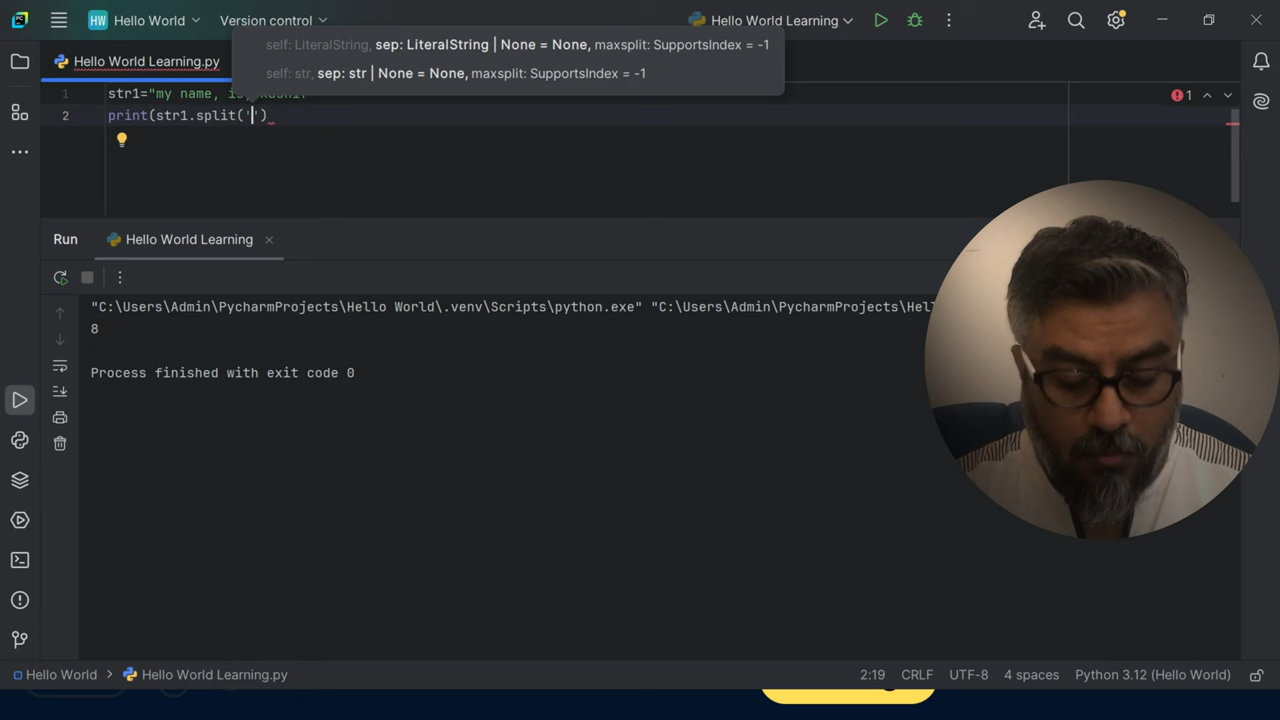 HW Hello World Version control Hello World Learning
self: LiteralString, sep: LiteralString | None = None, maxsplit: SupportsIndex = -1
self: str, sep: str | None = None, maxsplit: SupportsIndex = -1
Hello World Learning.py
1 str1="my name, is,
2 print(str1.split('')
1
Run Hello World Learning
"C:\Users\Admin\PycharmProjects\Hello World\.venv\Scripts\python.exe" "C:\Users\Admin\PycharmProjects\Hel
8
Process finished with exit code 0
Hello World > Hello World Learning.py 2:19 CRLF UTF-8 4 spaces Python 3.12 (Hello World)